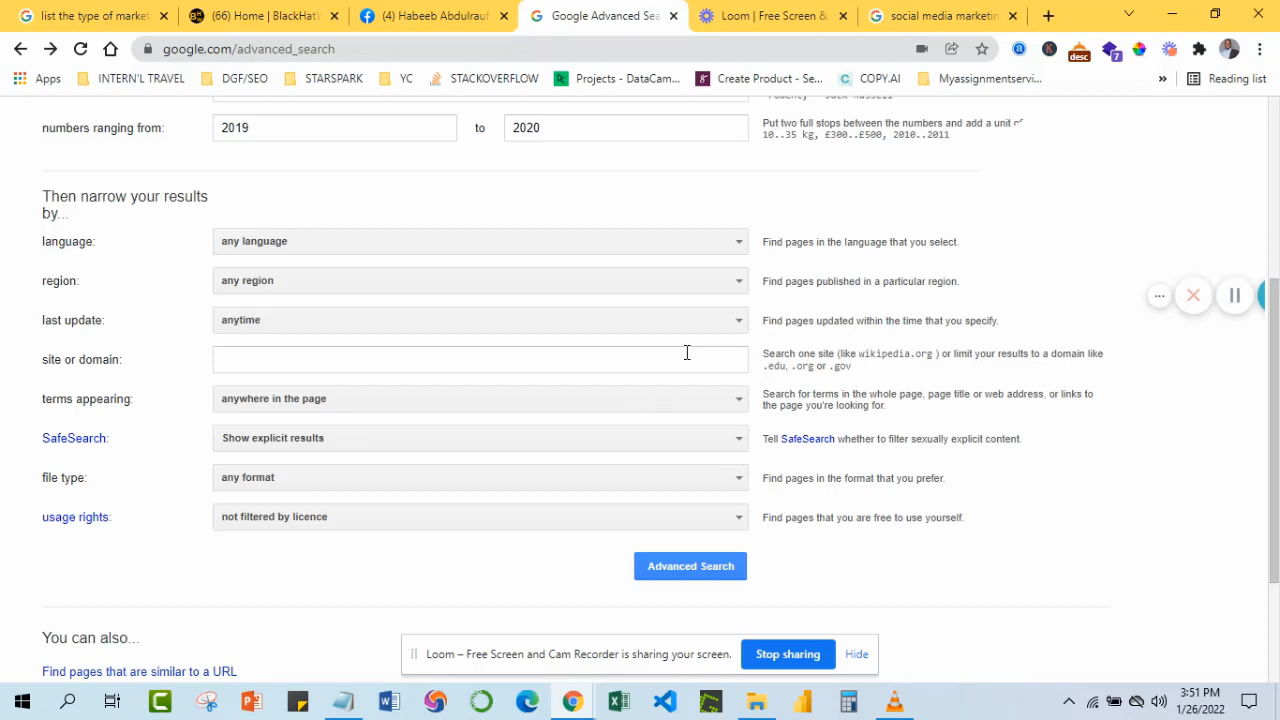 list the type of market
(66) Home | BlackHat
(4) Habeeb Abdulrauf
Google Advanced Sea
Loom | Free Screen &
social media marketin
google.com/advanced_search
desc
7
Apps
INTERN'L TRAVEL
DGF/SEO
STARSPARK
YC
STACKOVERFLOW
Projects - DataCam...
Create Product - Se...
COPY.AI
Myassignmentservi...
»
Reading list
numbers ranging from:
2019
to
2020
Put two full stops between the numbers and add a unit of
10..35 kg, £300..£500, 2010..2011
Then narrow your results
by...
language:
any language
Find pages in the language that you select.
region:
any region
Find pages published in a particular region.
last update:
anytime
Find pages updated within the time that you specify.
site or domain:
Search one site (like wikipedia.org ) or limit your results to a domain like
.edu, .org or .gov
terms appearing:
anywhere in the page
Search for terms in the whole page, page title or web address, or links to
the page you're looking for.
SafeSearch:
Show explicit results
Tell SafeSearch whether to filter sexually explicit content.
file type:
any format
Find pages in the format that you prefer.
usage rights:
not filtered by licence
Find pages that you are free to use yourself.
Advanced Search
You can also...
Find pages that are similar to a URL
Loom – Free Screen and Cam Recorder is sharing your screen.
Stop sharing
Hide
3:51 PM
1/26/2022